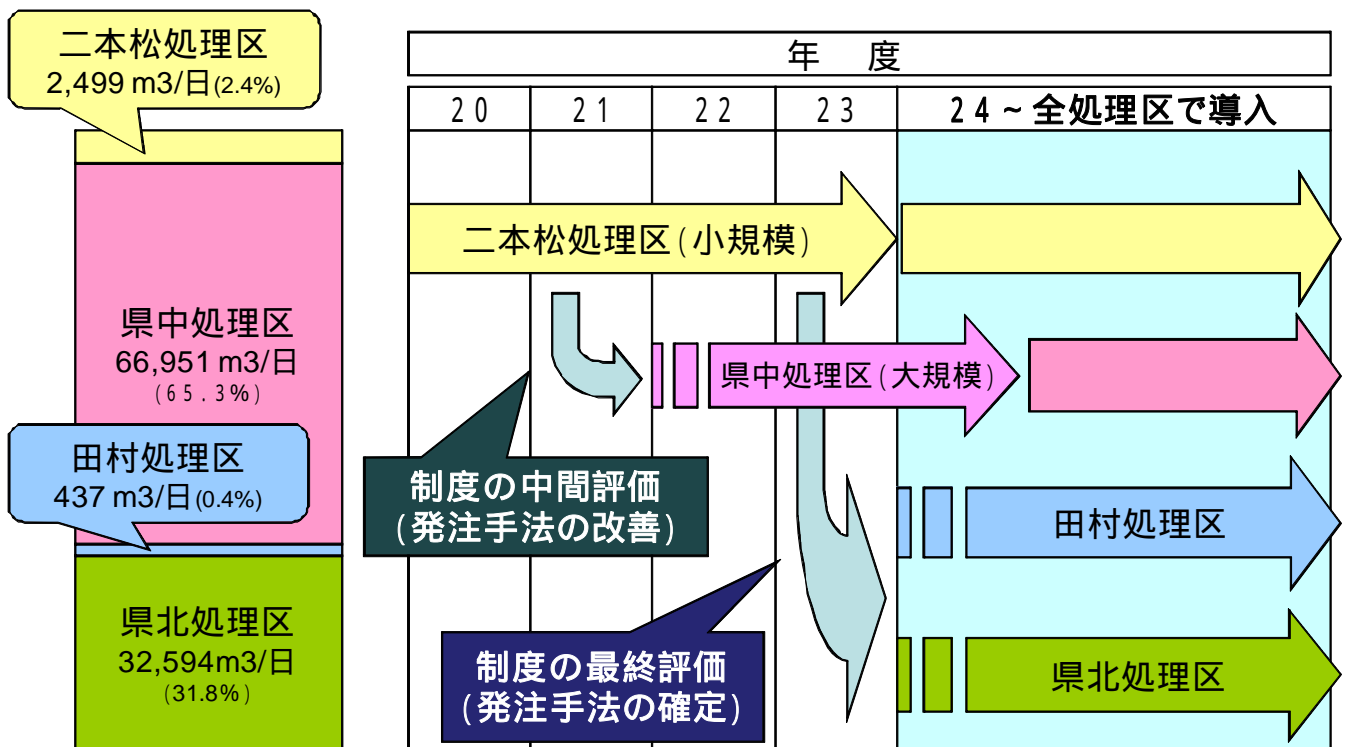 二本松処理区
2,499 m3/日(2.4%)
県中処理区
66,951 m3/日
(65.3%)
田村処理区
437 m3/日(0.4%)
県北処理区
32,594m3/日
(31.8%)
年 度
20 21 22 23 24~全処理区で導入
二本松処理区(小規模)
県中処理区(大規模)
制度の中間評価
(発注手法の改善)
田村処理区
制度の最終評価
(発注手法の確定)
県北処理区